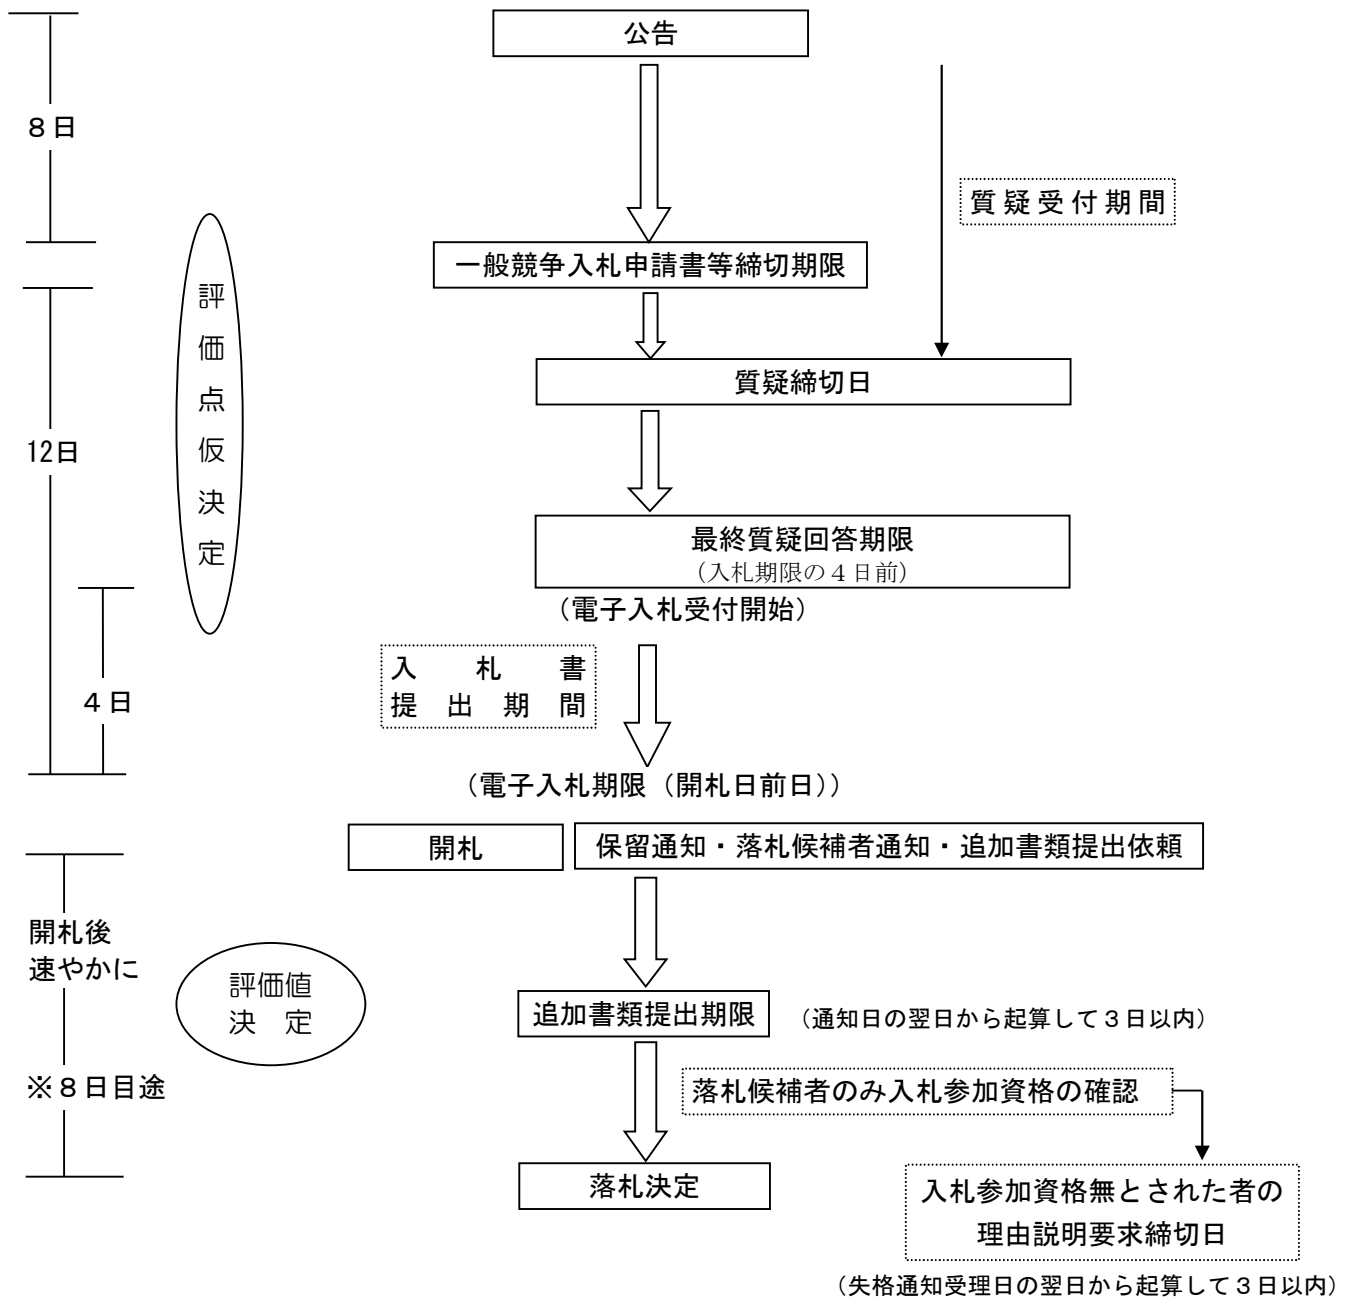 公告
８日
質疑受付期間
一般競争入札申請書等締切期限
評価点仮決定
質疑締切日
12日
最終質疑回答期限
（入札期限の４日前）
（電子入札受付開始）
入札書
提出期間
４日
（電子入札期限（開札日前日））
開札
保留通知・落札候補者通知・追加書類提出依頼
開札後
速やかに
評価値
決　定
追加書類提出期限
（通知日の翌日から起算して３日以内）
※８日目途
落札候補者のみ入札参加資格の確認
落札決定
入札参加資格無とされた者の
理由説明要求締切日
（失格通知受理日の翌日から起算して３日以内）